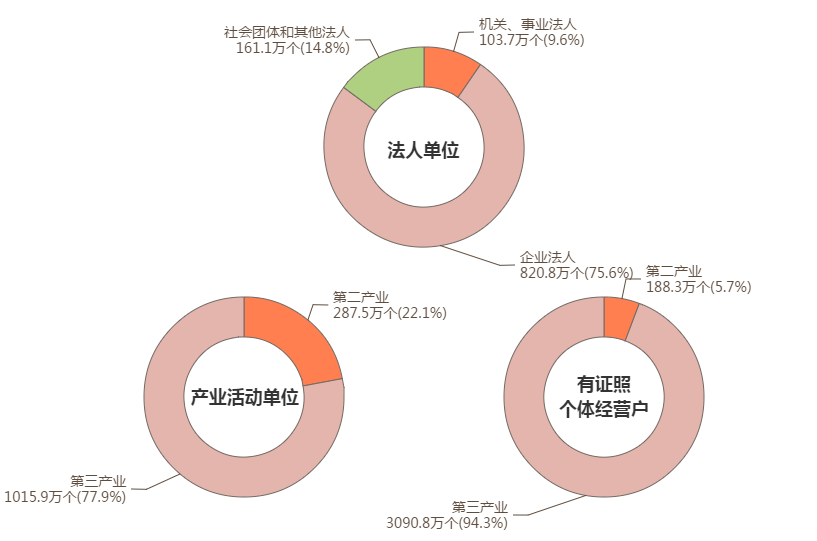 社会团体和其他法人
161.1万个(14.8%)
机关、事业法人
103.7万个(9.6%)
法人单位
企业法人
820.8万个(75.6%)
第二产业
287.5万个(22.1%)
产业活动单位
第三产业
1015.9万个(77.9%)
第二产业
188.3万个(5.7%)
有证照
个体经营户
第三产业
3090.8万个(94.3%)